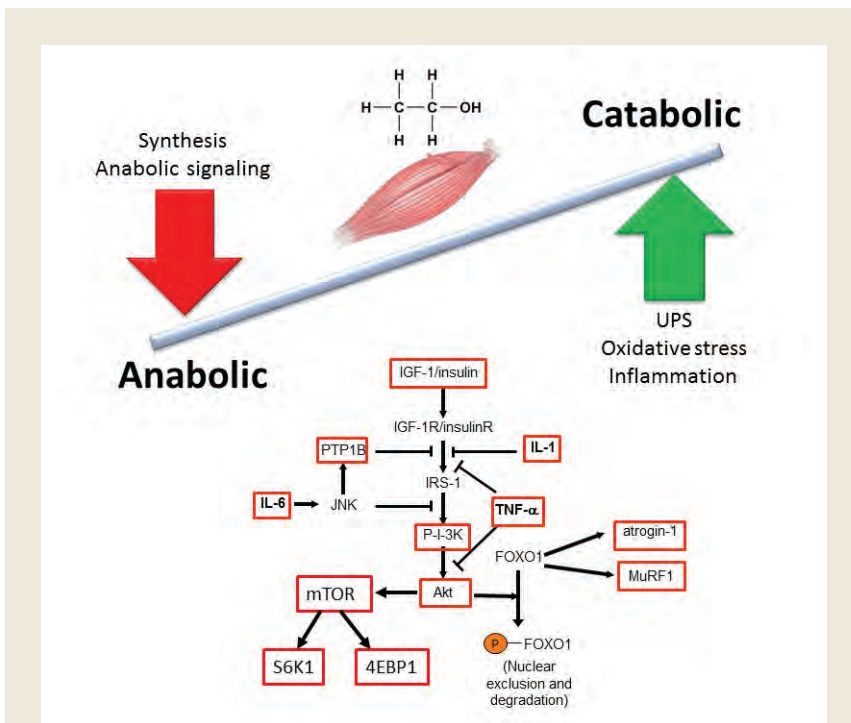 H H
H—C—C—OH
H H
Synthesis
Anabolic signaling
Catabolic
Anabolic
UPS
Oxidative stress
Inflammation
IGF-1/insulin
IGF-1R/insulinR
PTP1B
IL-1
IRS-1
IL-6
JNK
TNF-α
P-I-3K
FOXO1
atrogin-1
MuRF1
mTOR
Akt
S6K1
4EBP1
P—FOXO1
(Nuclear
exclusion and
degradation)